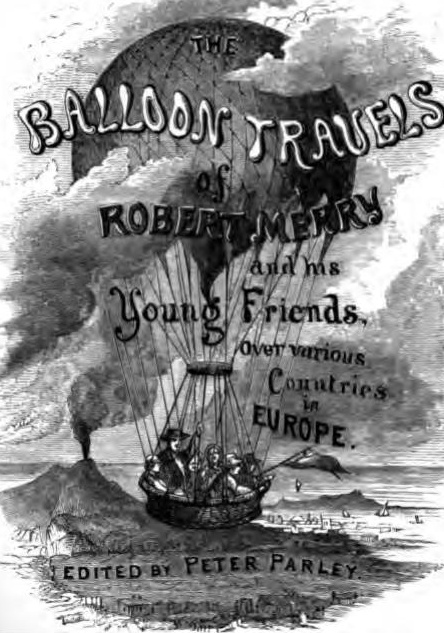 THE
BALLOON TRAVELS
of
ROBERT MERRY
and his
Young Friends,
Over various
Countries
in
EUROPE.
EDITED BY PETER PARLEY.